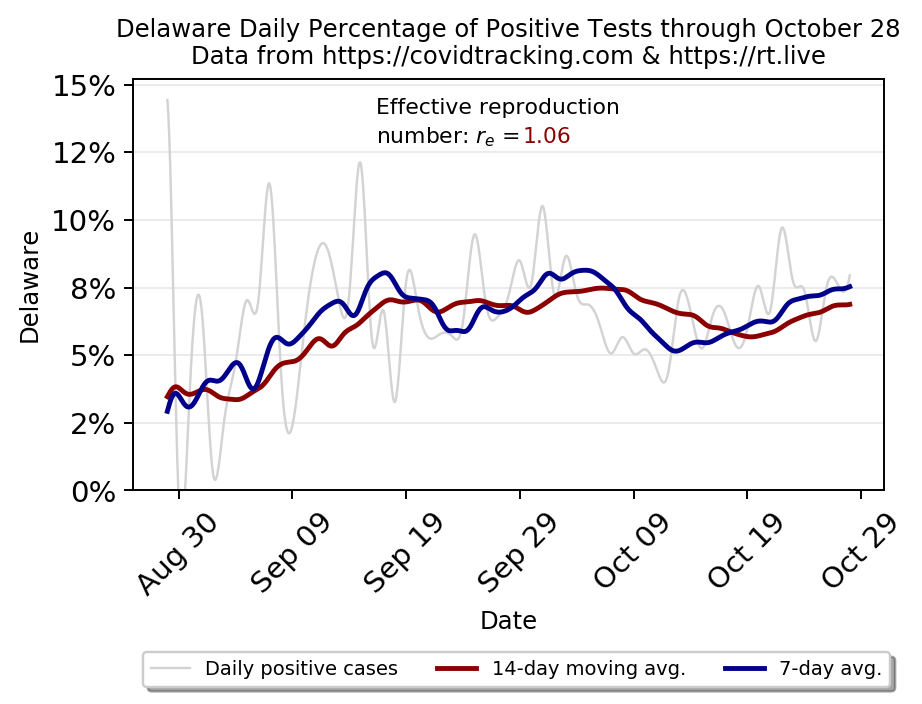 Delaware Daily Percentage of Positive Tests through October 28
Data from https://covidtracking.com & https://rt.live
Effective reproduction
number: rₑ =1.06
15%
12%
10%
8%
5%
2%
0%
Delaware
Aug 30
Sep 09
Sep 19
Sep 29
Oct 09
Oct 19
Oct 29
Date
Daily positive cases
14-day moving avg.
7-day avg.